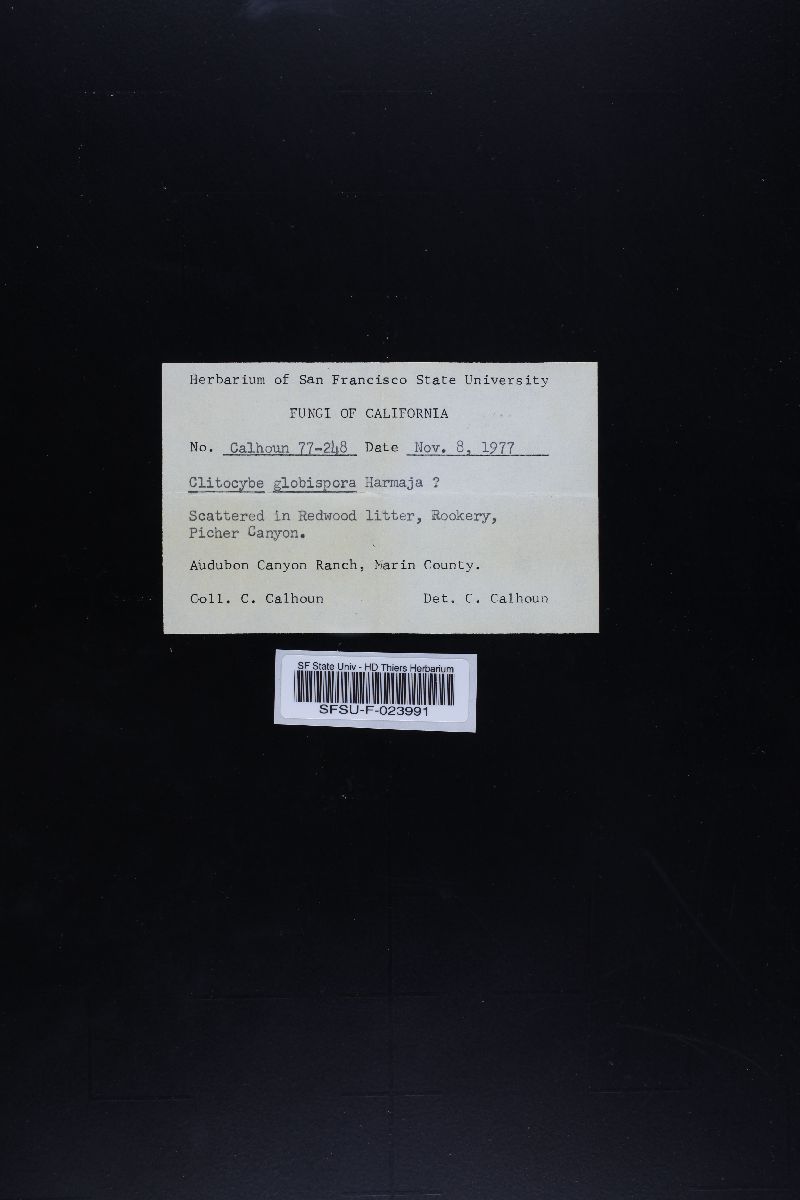 Herbarium of San Francisco State University
FUNGI OF CALIFORNIA
No. Calhoun 77-248 Date Nov. 8, 1977
Clitocybe globispora Harmaja ?
Scattered in Redwood litter, Rookery,
Picher Canyon.
Audubon Canyon Ranch, Marin County.
Coll. C. Calhoun Det. C. Calhoun
SF State Univ - HD Thiers Herbarium
SFSU-F-023991